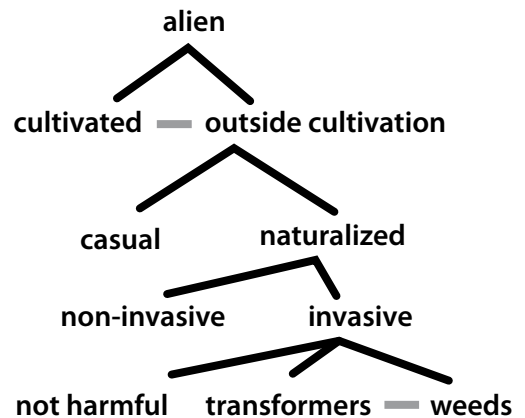 alien
cultivated outside cultivation
casual naturalized
non-invasive invasive
not harmful transformers weeds